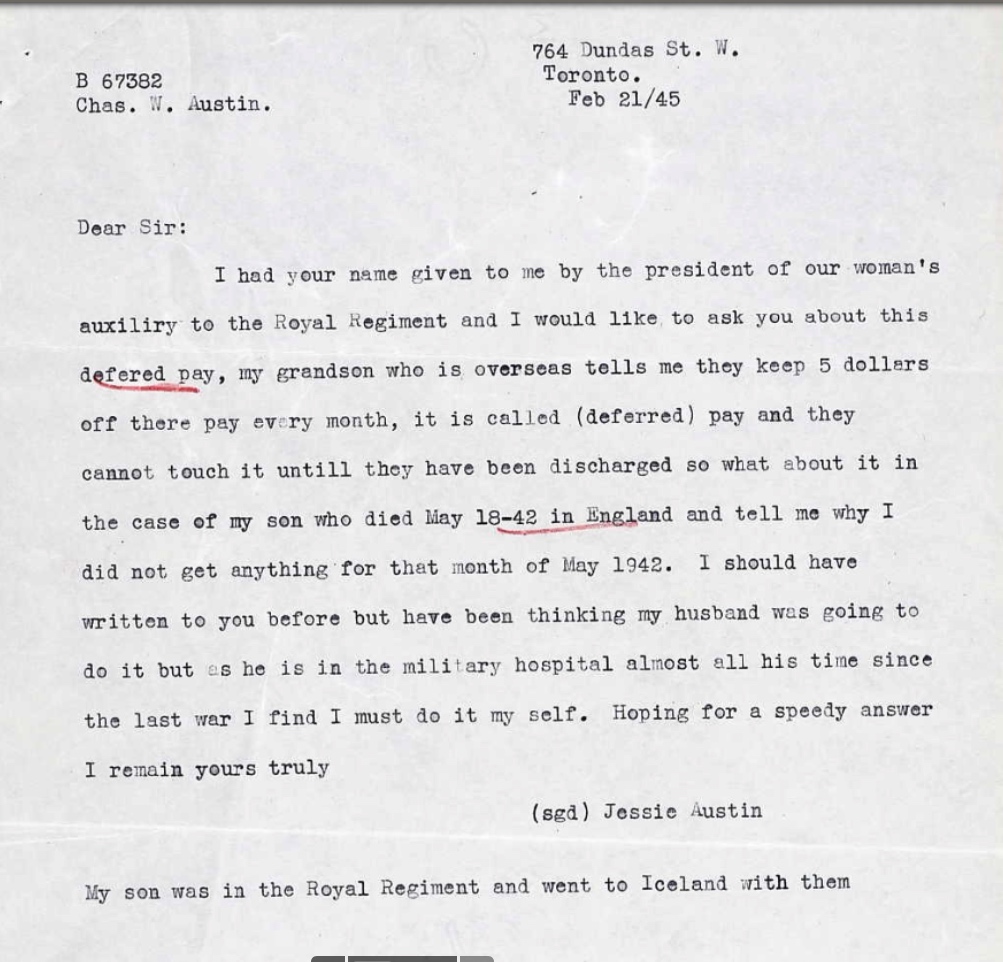 764 Dundas St. W.
B 67382
Toronto.
Chas. W. Austin.
Feb 21/45
Dear Sir:
I had your name given to me by the president of our woman's
auxiliry to the Royal Regiment and I would like to ask you about this
defered pay, my grandson who is overseas tells me they keep 5 dollars
off there pay every month, it is called (deferred) pay and they
cannot touch it untill they have been discharged so what about it in
the case of my son who died May 18-42 in England and tell me why I
did not get anything for that month of May 1942. I should have
written to you before but have been thinking my husband was going to
do it but as he is in the military hospital almost all his time since
the last war I find I must do it my self. Hoping for a speedy answer
I remain yours truly
(sgd) Jessie Austin
My son was in the Royal Regiment and went to Iceland with them